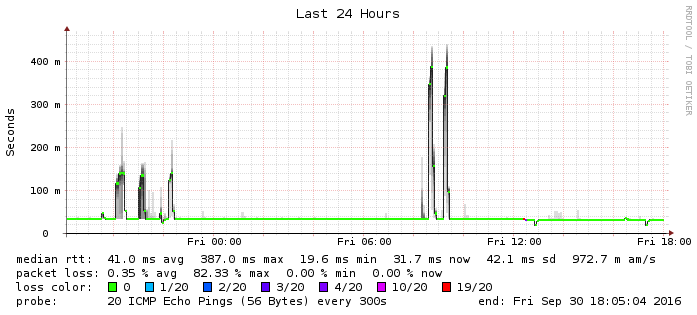 Last 24 Hours
RRDTOOL / TOBI OETIKER
Seconds
400 m
300 m
200 m
100 m
0
Fri 00:00 Fri 06:00 Fri 12:00 Fri 18:00
median rtt: 41.0 ms avg 387.0 ms max 19.6 ms min 31.7 ms now 42.1 ms sd 972.7 m am/s
packet loss: 0.35 % avg 82.33 % max 0.00 % min 0.00 % now
loss color: 0 1/20 2/20 3/20 4/20 10/20 19/20
probe: 20 ICMP Echo Pings (56 Bytes) every 300s end: Fri Sep 30 18:05:04 2016